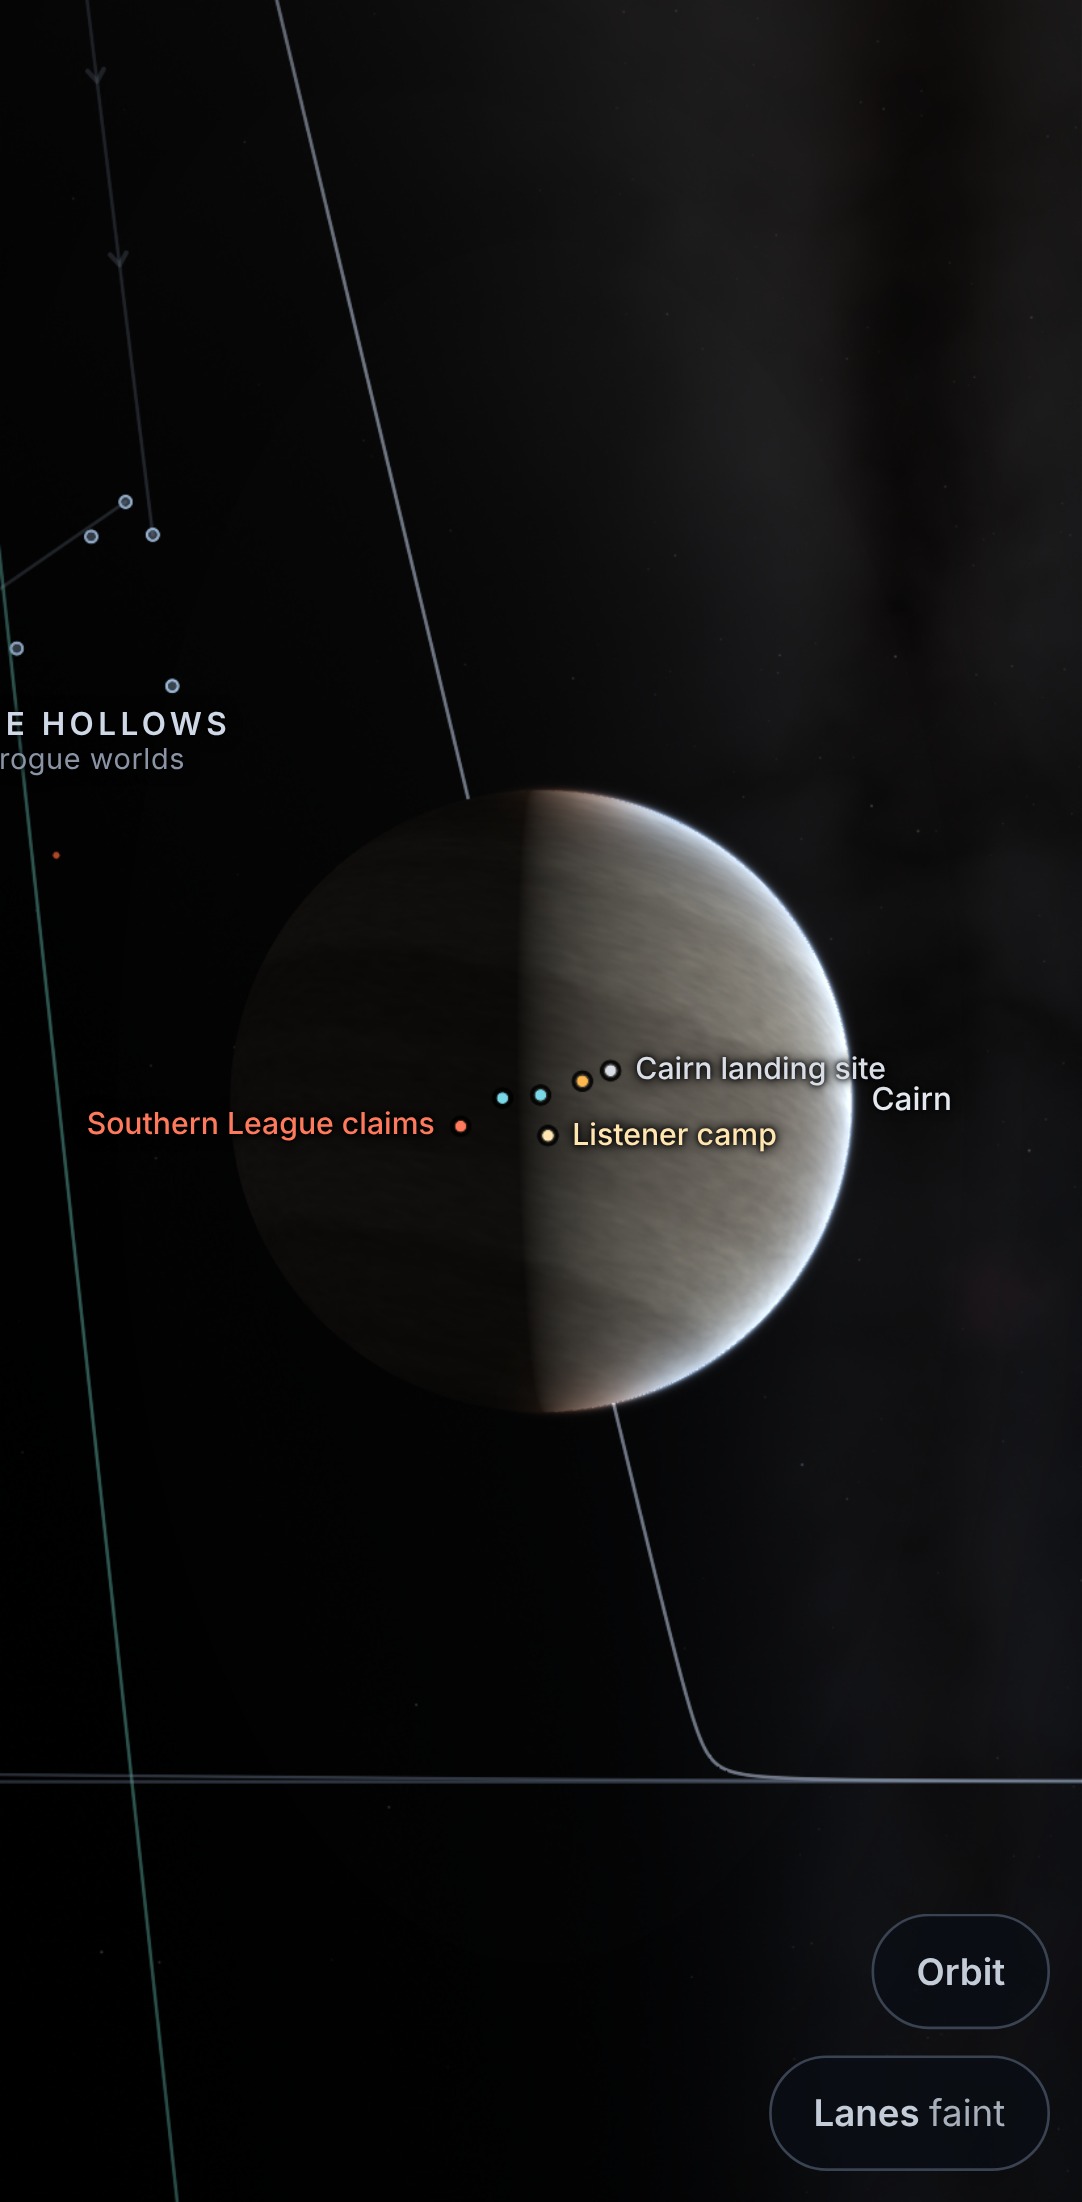 E HOLLOWS
rogue worlds
Cairn landing site
Cairn
Southern League claims
Listener camp
Orbit
Lanes faint